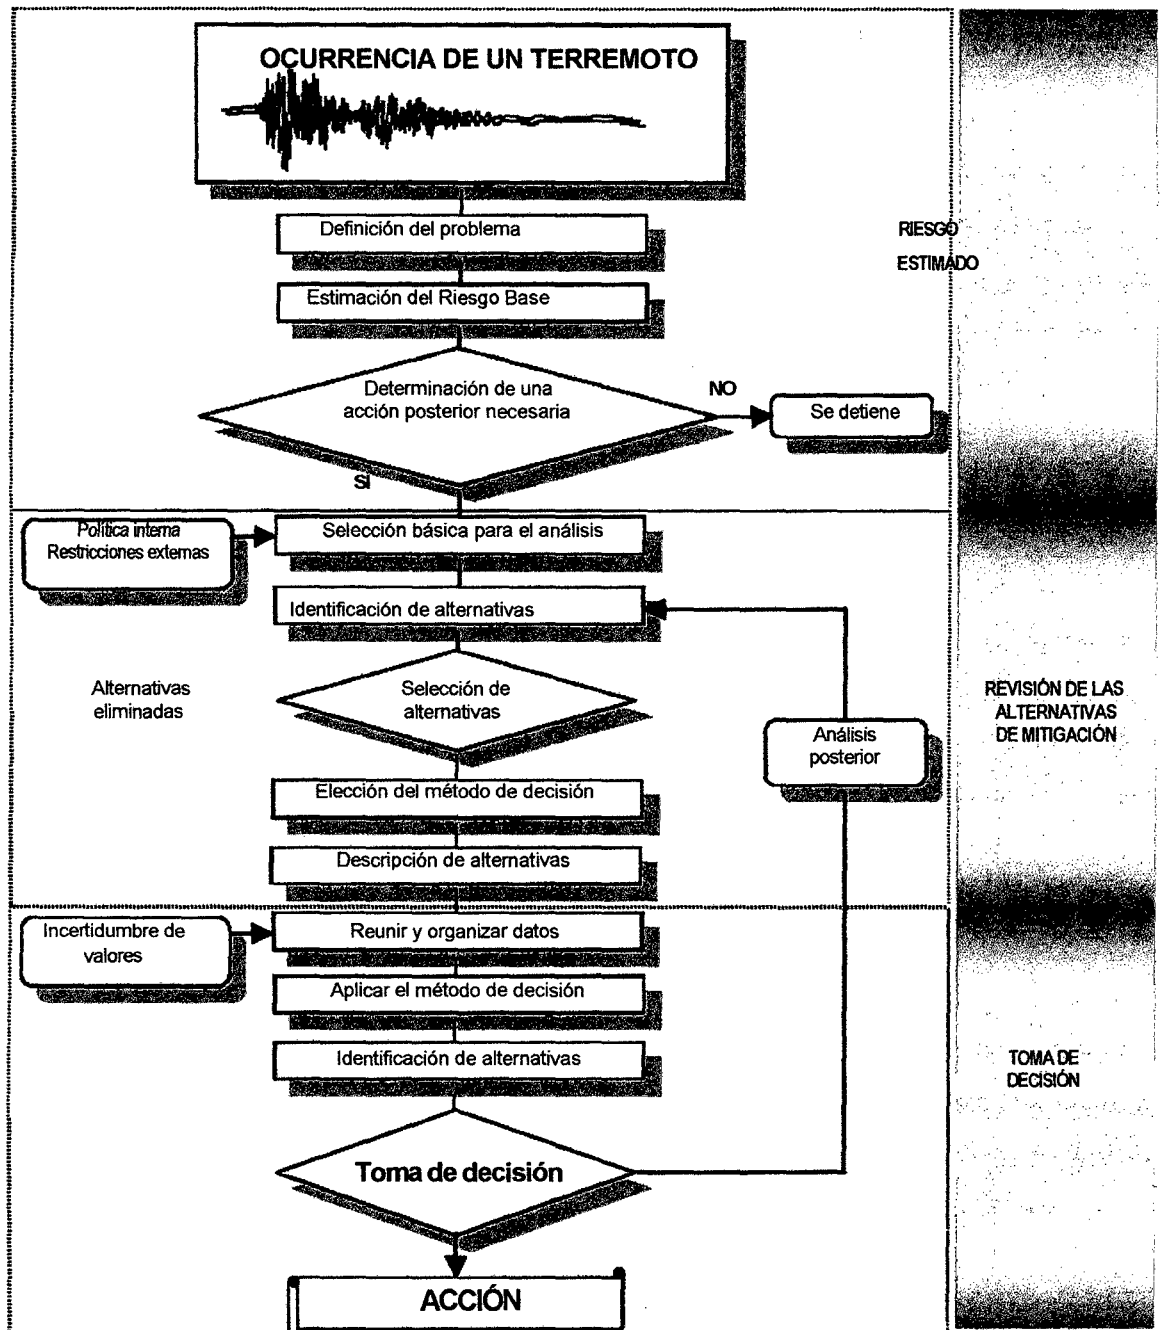 OCURRENCIA DE UN TERREMOTO
Definición del problema
RIESGO
ESTIMADO
Estimación del Riesgo Base
Determinación de una
acción posterior necesaria
NO
Se detiene
SÍ
Política interna
Restricciones externas
Selección básica para el análisis
Identificación de alternativas
Alternativas
eliminadas
Selección de
alternativas
Análisis
posterior
REVISIÓN DE LAS
ALTERNATIVAS
DE MITIGACIÓN
Elección del método de decisión
Descripción de alternativas
Incertidumbre de
valores
Reunir y organizar datos
Aplicar el método de decisión
Identificación de alternativas
TOMA DE
DECISIÓN
Toma de decisión
ACCIÓN